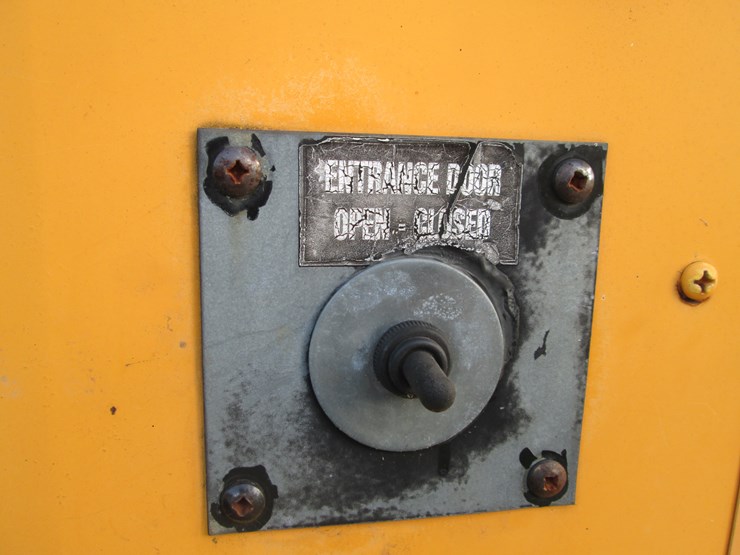 ENTRANCE DOOR
OPEN - CLOSED